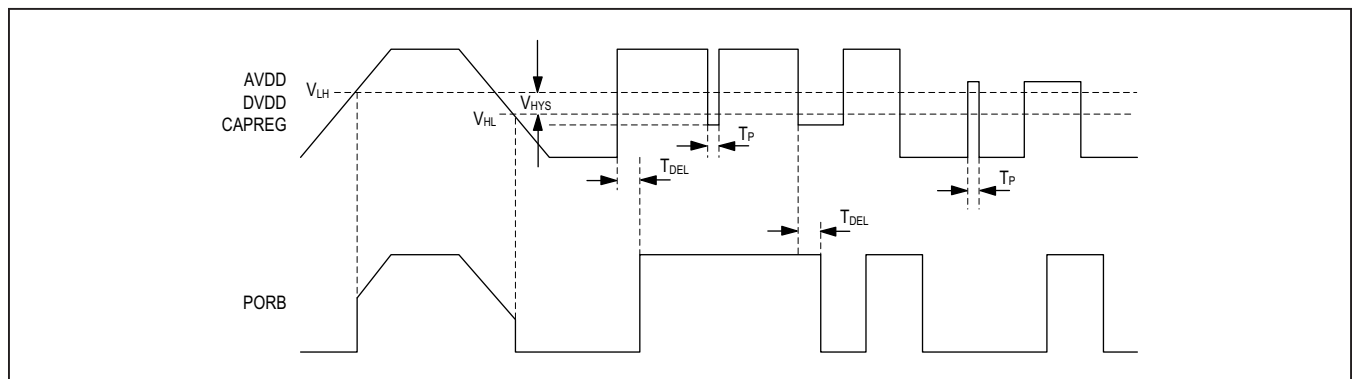 AVDD
DVDD
CAPREG
VLH
VHYS
VHL
TP
TDEL
TP
TDEL
PORB